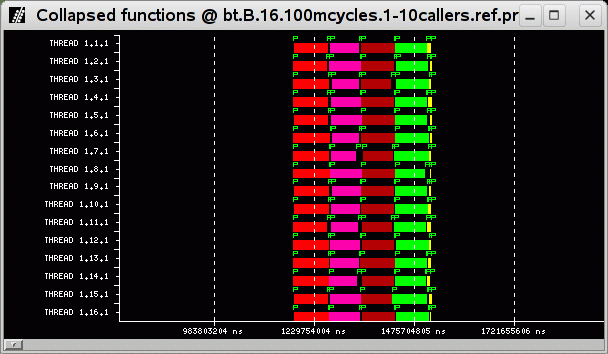 Collapsed functions @ bt.B.16.100mcycles.1-10callers.ref.pr
THREAD 1.1.1
THREAD 1.2.1
THREAD 1.3.1
THREAD 1.4.1
THREAD 1.5.1
THREAD 1.6.1
THREAD 1.7.1
THREAD 1.8.1
THREAD 1.9.1
THREAD 1.10.1
THREAD 1.11.1
THREAD 1.12.1
THREAD 1.13.1
THREAD 1.14.1
THREAD 1.15.1
THREAD 1.16.1
983803204 ns 1229754004 ns 1475704805 ns 1721655606 ns